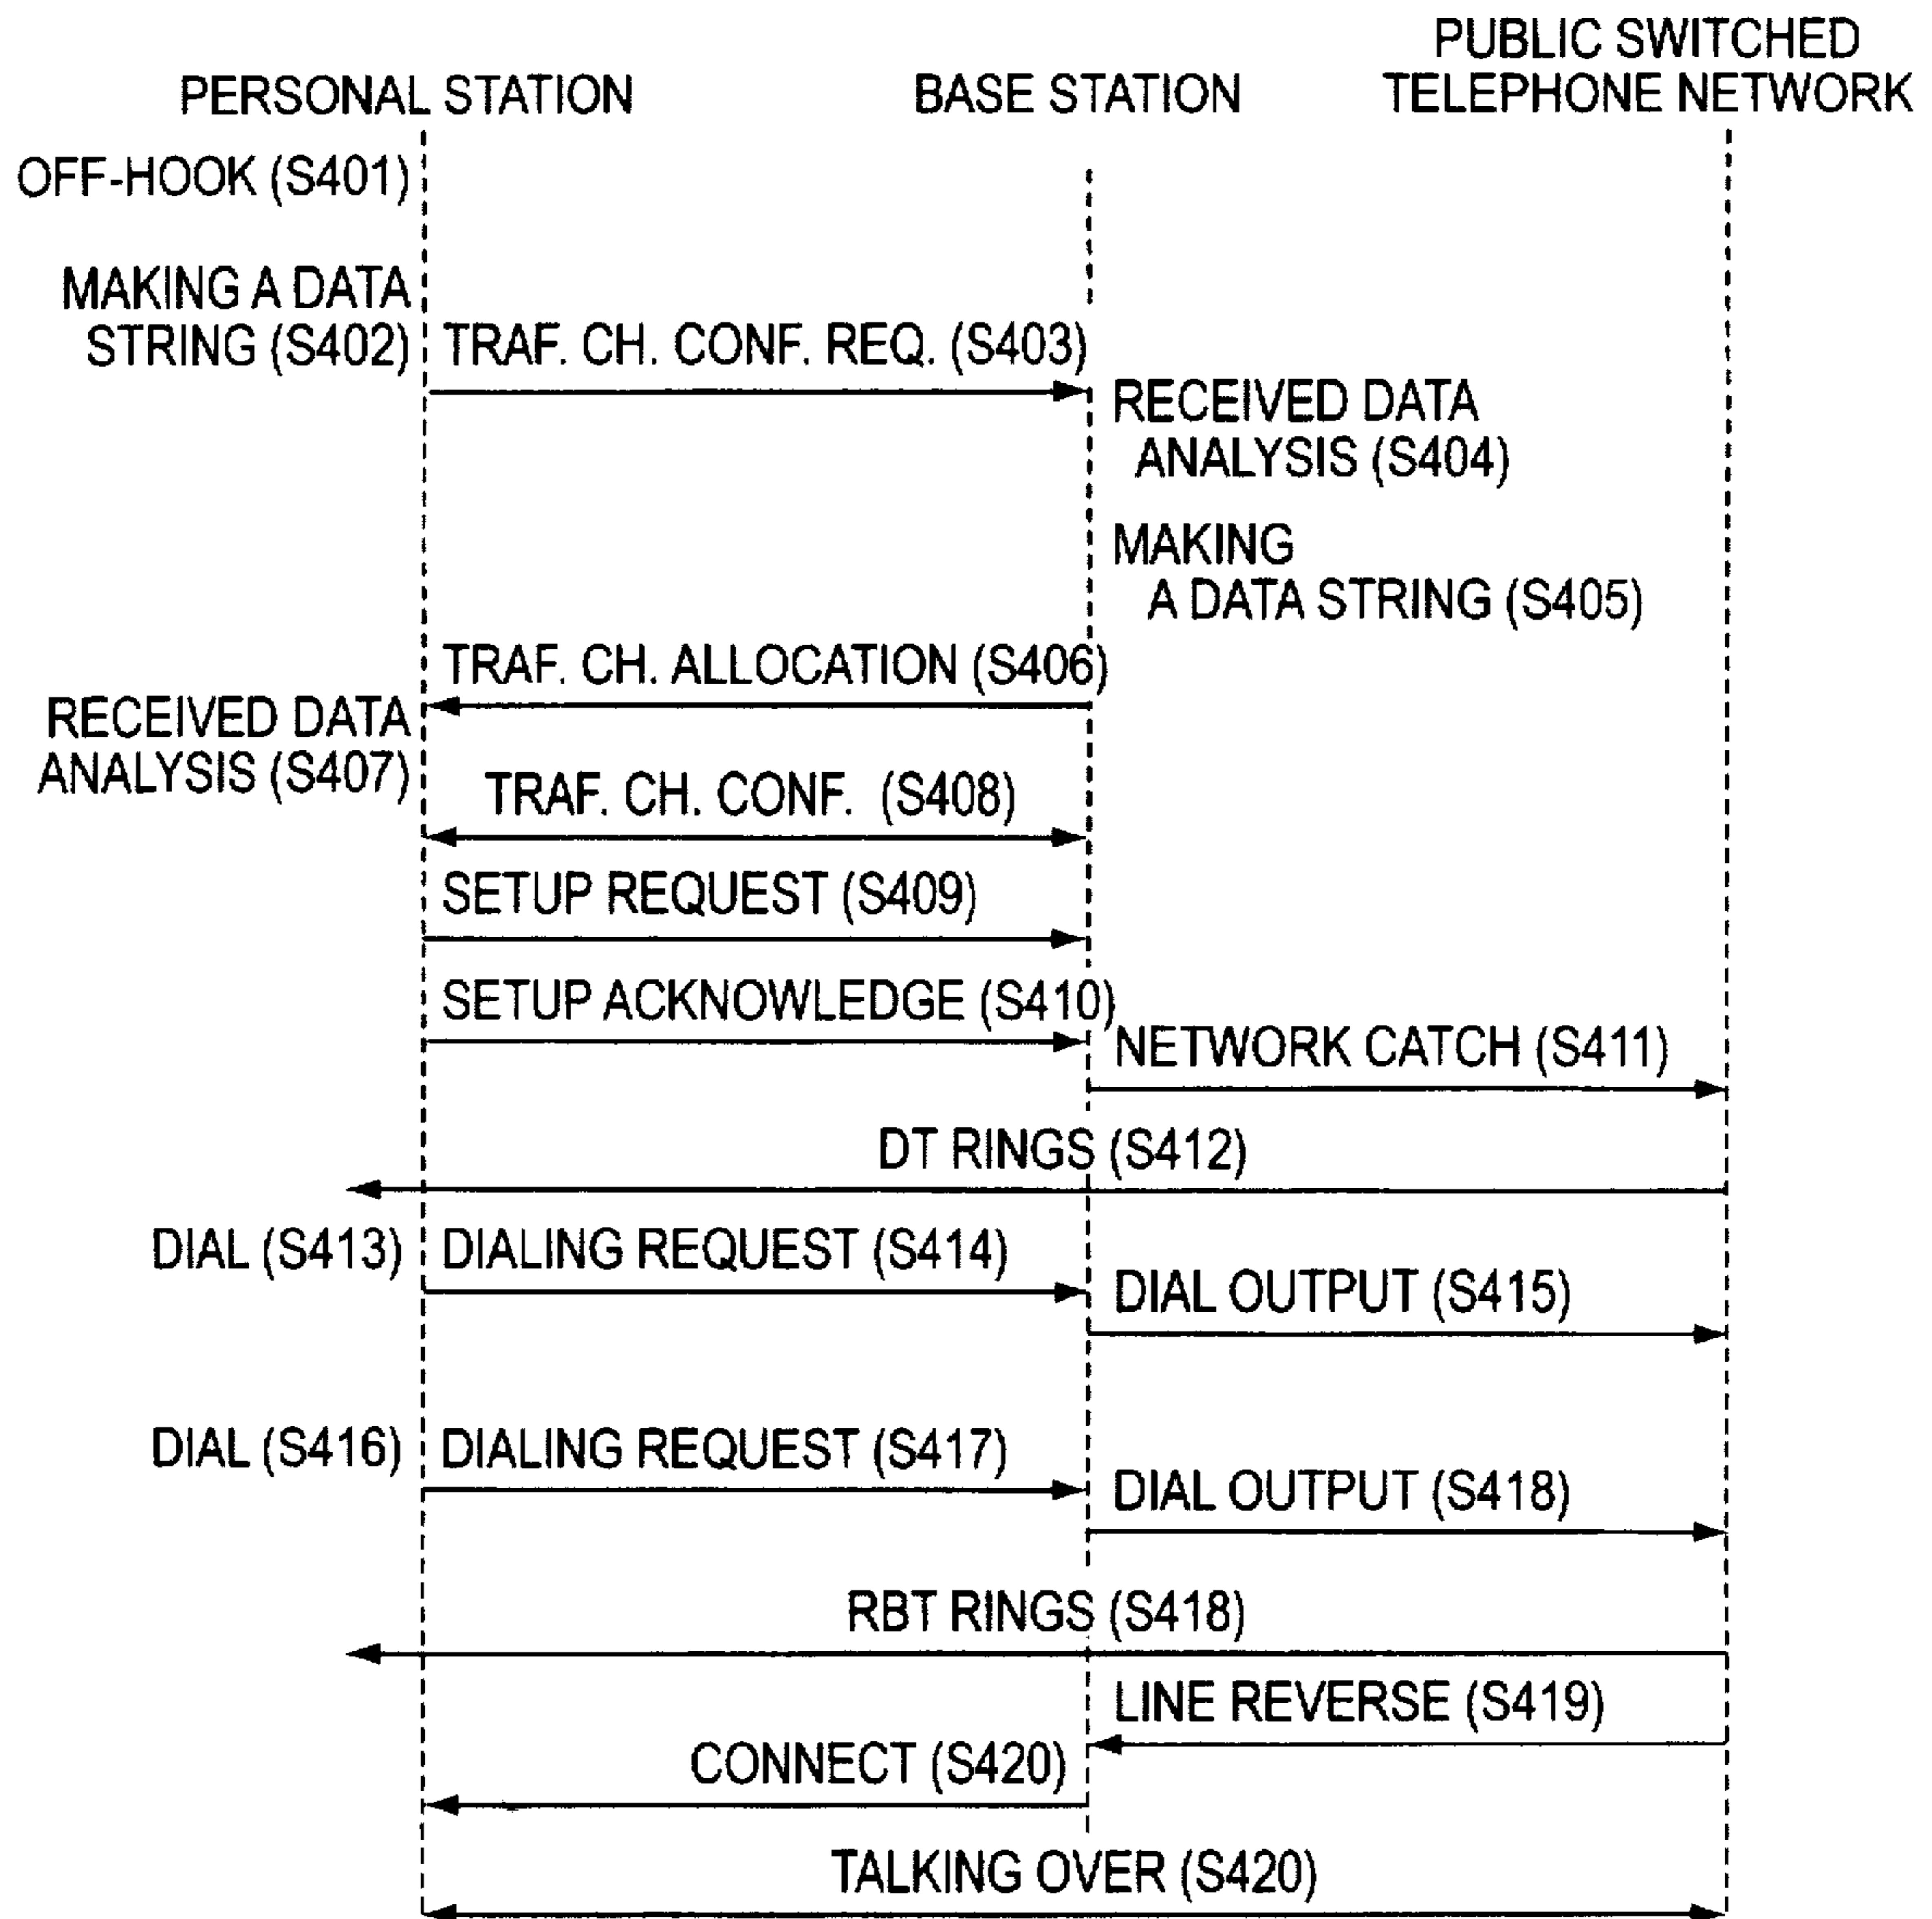 PUBLIC SWITCHED
TELEPHONE NETWORK
PERSONAL STATION
BASE STATION
OFF-HOOK (S401)
MAKING A DATA
STRING (S402)
TRAF. CH. CONF. REQ. (S403)
RECEIVED DATA
ANALYSIS (S404)
MAKING
A DATA STRING (S405)
TRAF. CH. ALLOCATION (S406)
RECEIVED DATA
ANALYSIS (S407)
TRAF. CH. CONF. (S408)
SETUP REQUEST (S409)
SETUP ACKNOWLEDGE (S410)
NETWORK CATCH (S411)
DT RINGS (S412)
DIAL (S413)
DIALING REQUEST (S414)
DIAL OUTPUT (S415)
DIAL (S416)
DIALING REQUEST (S417)
DIAL OUTPUT (S418)
RBT RINGS (S418)
LINE REVERSE (S419)
CONNECT (S420)
TALKING OVER (S420)